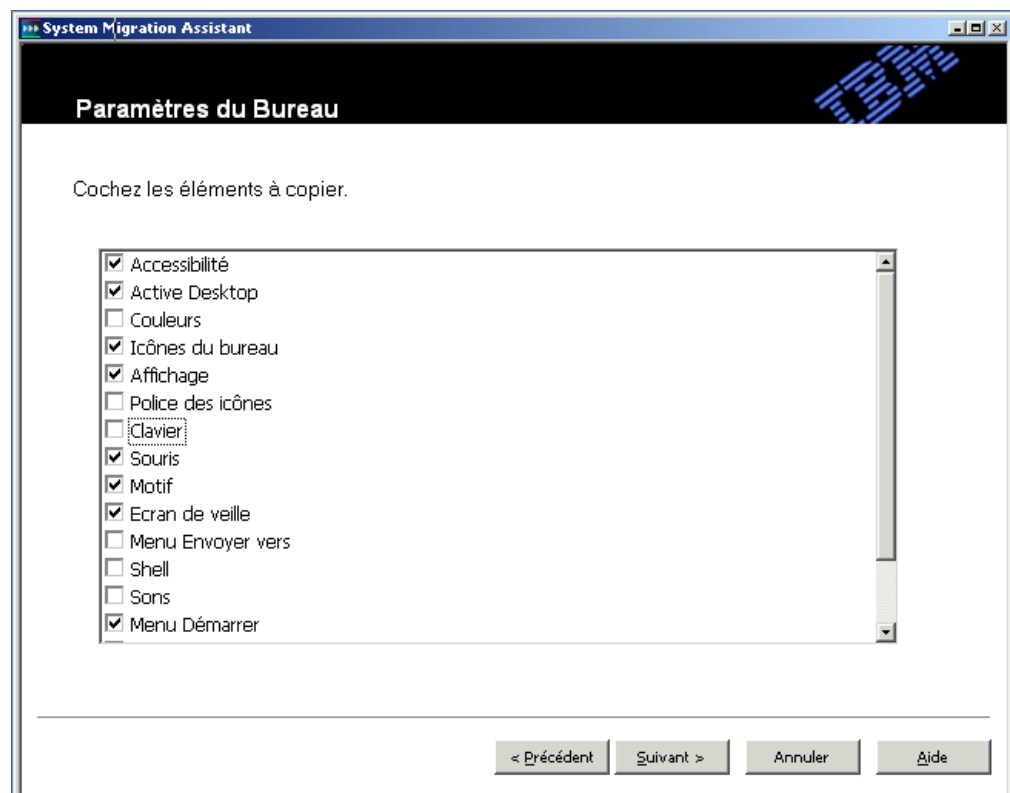 System Migration Assistant
IBM
Paramètres du Bureau
Cochez les éléments à copier.
Accessibilité
Active Desktop
Couleurs
Icônes du bureau
Affichage
Police des icônes
Clavier
Souris
Motif
Ecran de veille
Menu Envoyer vers
Shell
Sons
Menu Démarrer
< Précédent Suivant > Annuler Aide